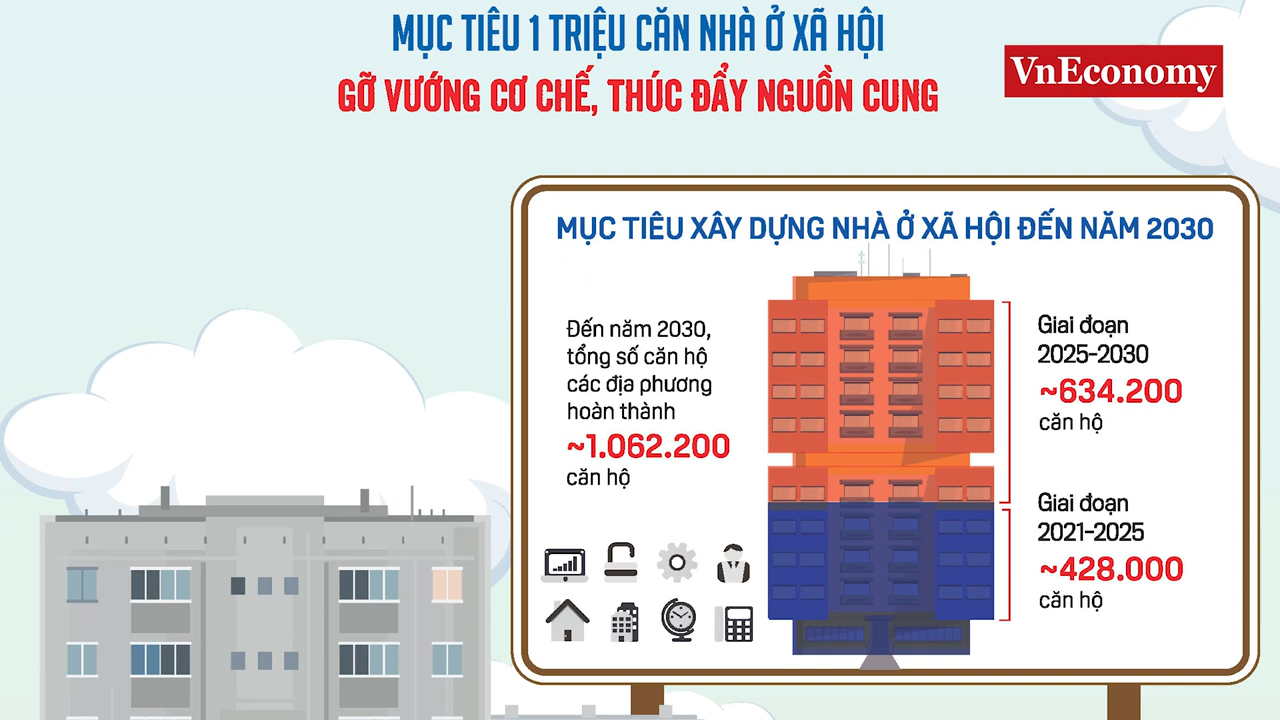 MỤC TIÊU 1 TRIỆU CĂN NHÀ Ở XÃ HỘI
GỠ VƯỚNG CƠ CHẾ, THÚC ĐẨY NGUỒN CUNG
VnEconomy
MỤC TIÊU XÂY DỰNG NHÀ Ở XÃ HỘI ĐẾN NĂM 2030
Đến năm 2030,
tổng số căn hộ
các địa phương
hoàn thành
~1.062.200
căn hộ
Giai đoạn
2025-2030
~634.200
căn hộ
Giai đoạn
2021-2025
~428.000
căn hộ